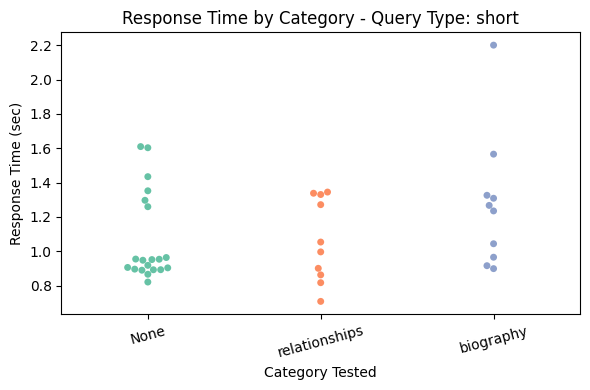 Response Time by Category - Query Type: short
Response Time (sec)
2.2
2.0
1.8
1.6
1.4
1.2
1.0
0.8
None
relationships
biography
Category Tested